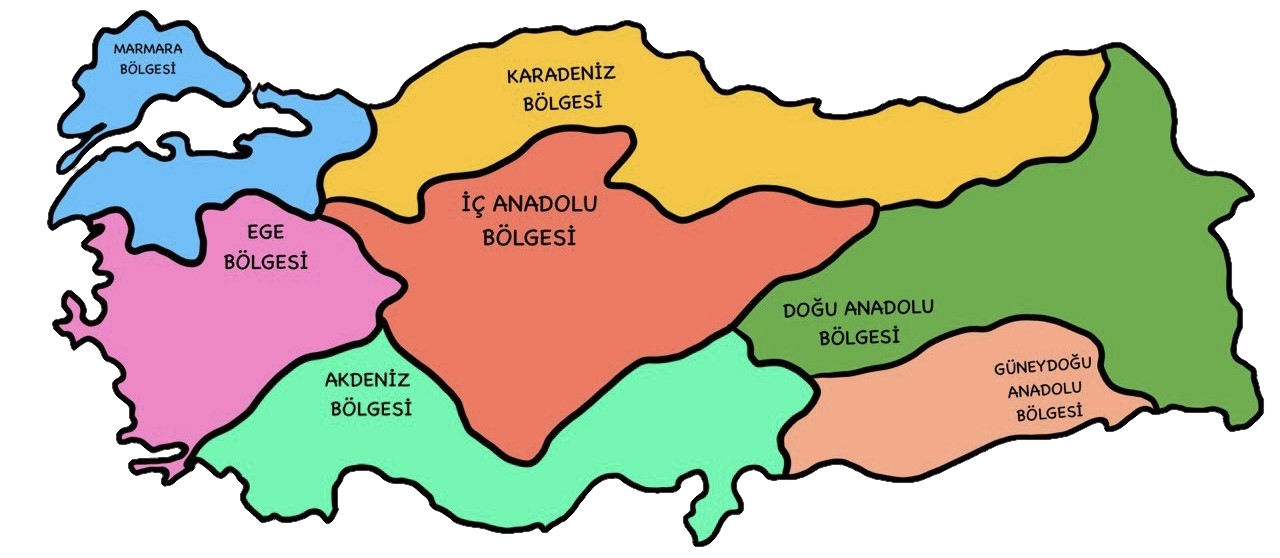 MARMARA
BÖLGESİ
KARADENİZ
BÖLGESİ
İÇ ANADOLU
BÖLGESİ
EGE
BÖLGESİ
DOĞU ANADOLU
BÖLGESİ
AKDENİZ
BÖLGESİ
GÜNEYDOĞU
ANADOLU
BÖLGESİ